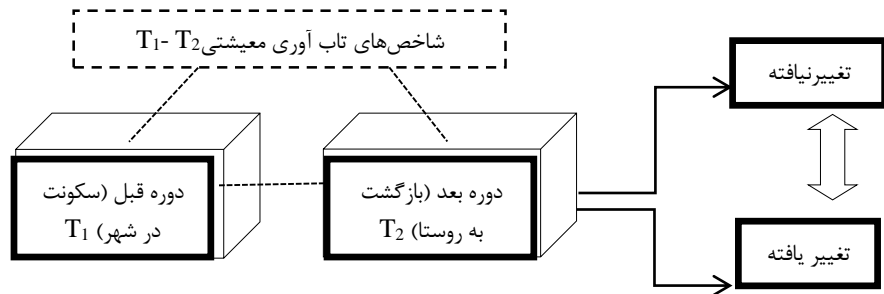 شاخص‌های تاب آوری معیشتی T₁- T₂
تغییرنیافته
دوره بعد (بازگشت
به روستا) T₂
دوره قبل (سکونت
در شهر) T₁
تغییر یافته